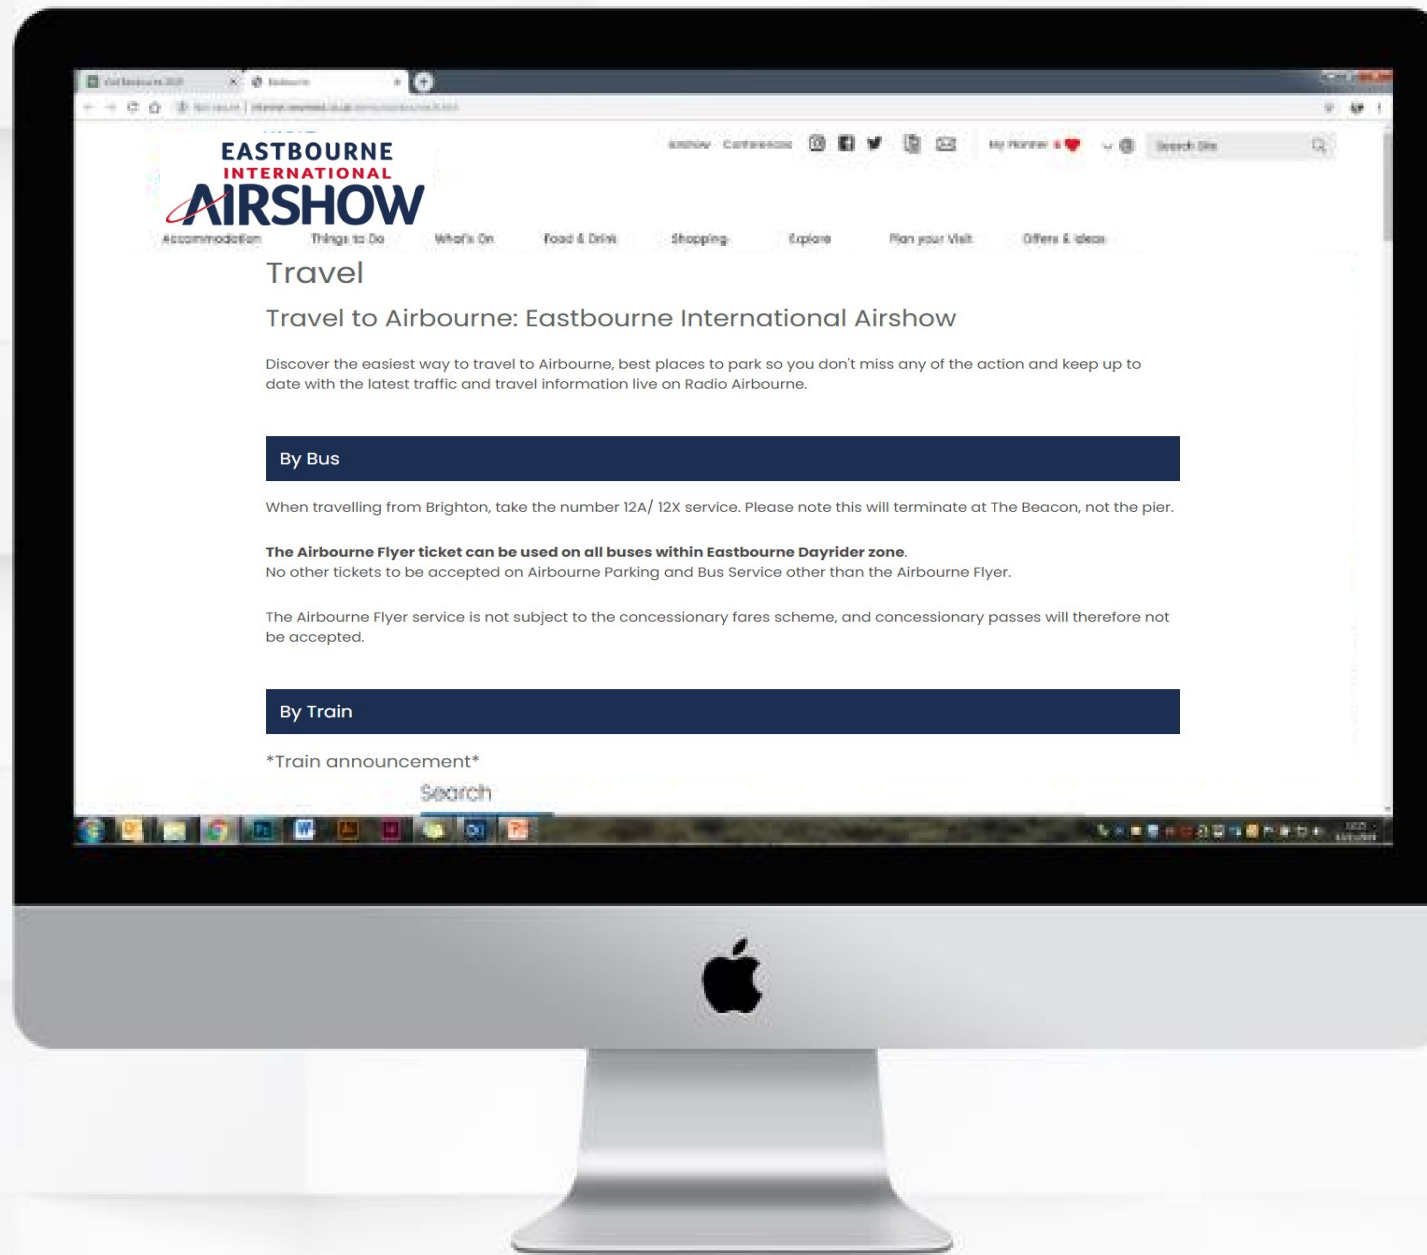 EASTBOURNE
INTERNATIONAL
AIRSHOW
Conferences
My Planner
Search Site
Accommodation Things to Do What's On Food & Drink Shopping Explore Plan your Visit Offers & Ideas
Travel
Travel to Airbourne: Eastbourne International Airshow
Discover the easiest way to travel to Airbourne, best places to park so you don't miss any of the action and keep up to
date with the latest traffic and travel information live on Radio Airbourne.
By Bus
When travelling from Brighton, take the number 12A/ 12X service. Please note this will terminate at The Beacon, not the pier.
The Airbourne Flyer ticket can be used on all buses within Eastbourne Dayrider zone.
No other tickets to be accepted on Airbourne Parking and Bus Service other than the Airbourne Flyer.
The Airbourne Flyer service is not subject to the concessionary fares scheme, and concessionary passes will therefore not
be accepted.
By Train
*Train announcement*
Search